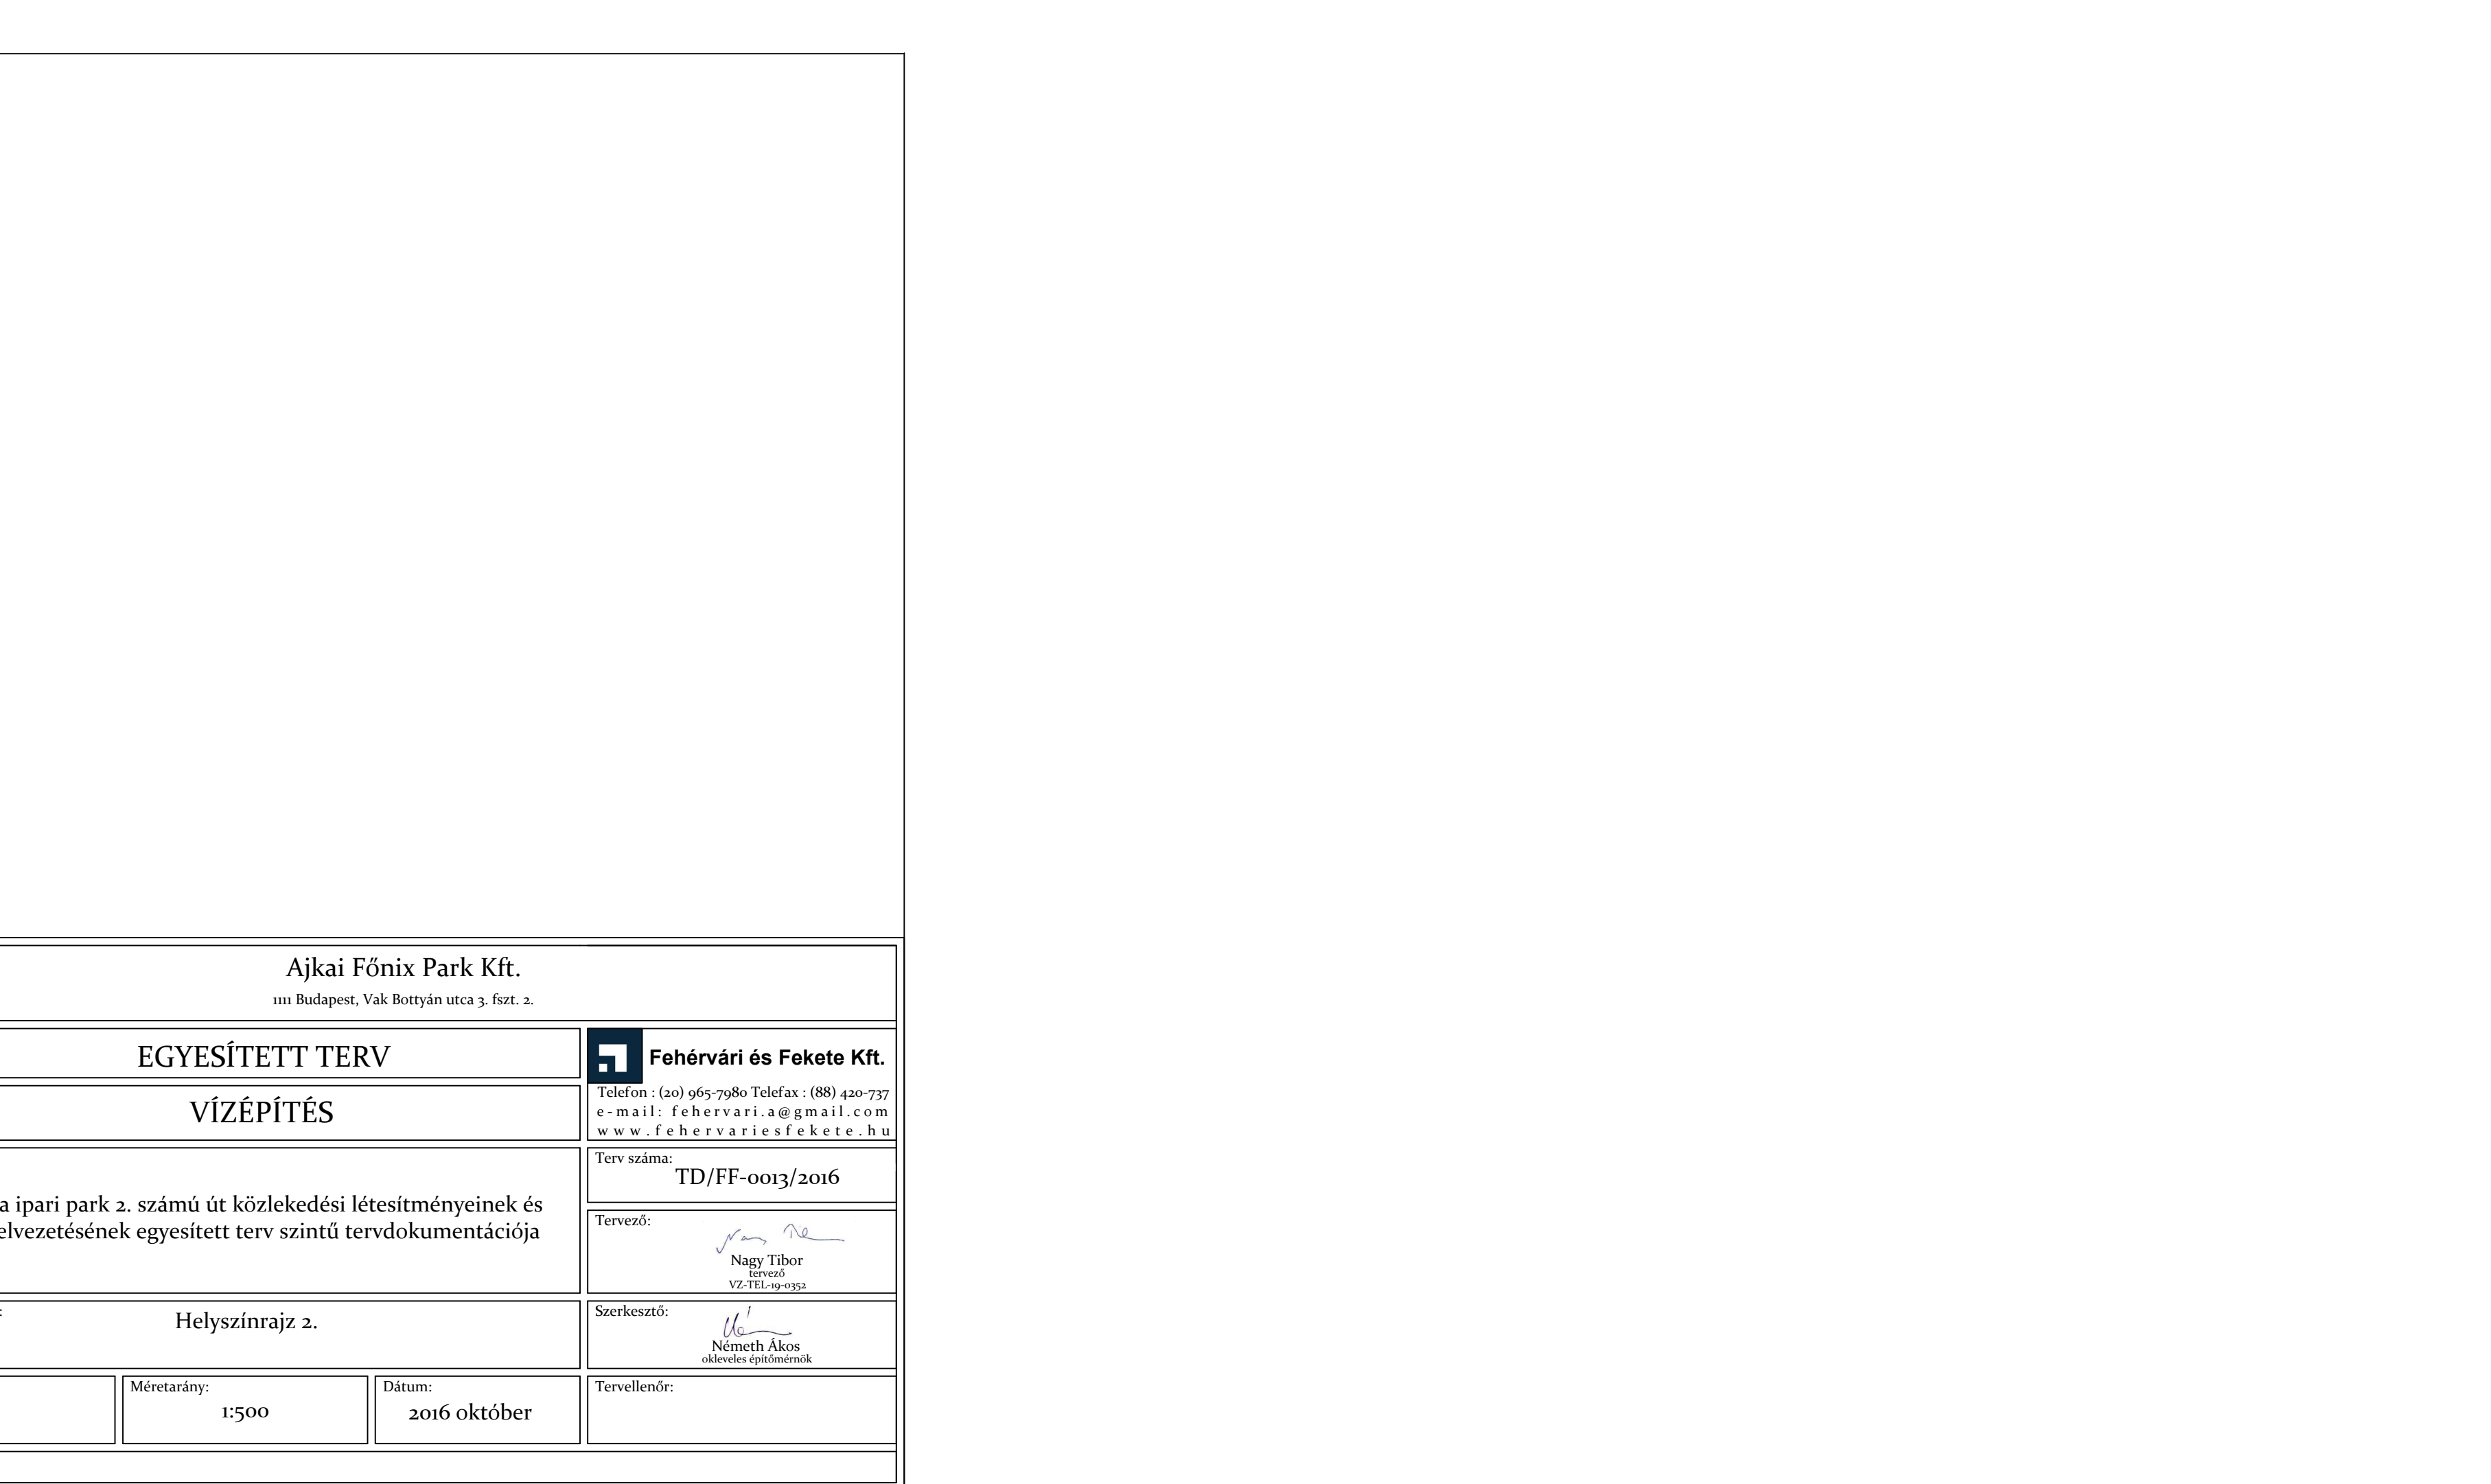 Ajkai Főnix Park Kft.
1111 Budapest, Vak Bottyán utca 3. fszt. 2.
EGYESÍTETT TERV
VÍZÉPÍTÉS
Fehérvári és Fekete Kft.
Telefon : (20) 965-7980 Telefax : (88) 420-737
e-mail: fehervari.a@gmail.com
www.fehervariesfekete.hu
a ipari park 2. számú út közlekedési létesítményeinek és
elvezetésének egyesített terv szintű tervdokumentációja
Terv száma:
TD/FF-0013/2016
Tervező:
Nagy Tibor
tervező
VZ-TEL-19-0352
:
Helyszínrajz 2.
Szerkesztő:
Németh Ákos
okleveles építőmérnök
Méretarány:
1:500
Dátum:
2016 október
Tervellenőr: